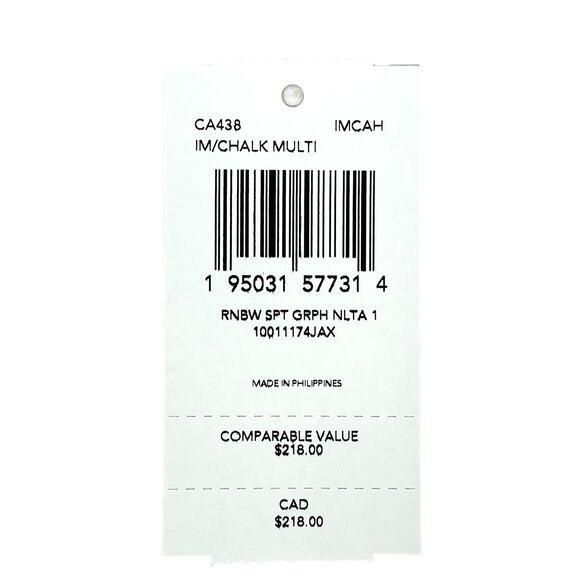 CA438 IMCAH
IM/CHALK MULTI
1 95031 57731 4
RNBW SPT GRPH NLTA 1
10011174JAX
MADE IN PHILIPPINES
COMPARABLE VALUE
$218.00
CAD
$218.00